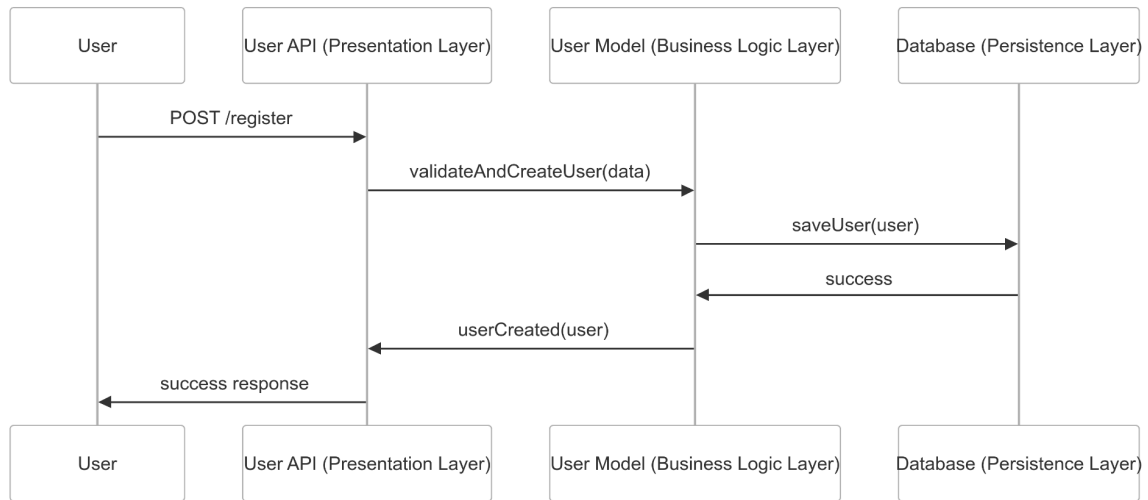 User
User API (Presentation Layer)
User Model (Business Logic Layer)
Database (Persistence Layer)
POST /register
validateAndCreateUser(data)
saveUser(user)
success
userCreated(user)
success response
User
User API (Presentation Layer)
User Model (Business Logic Layer)
Database (Persistence Layer)